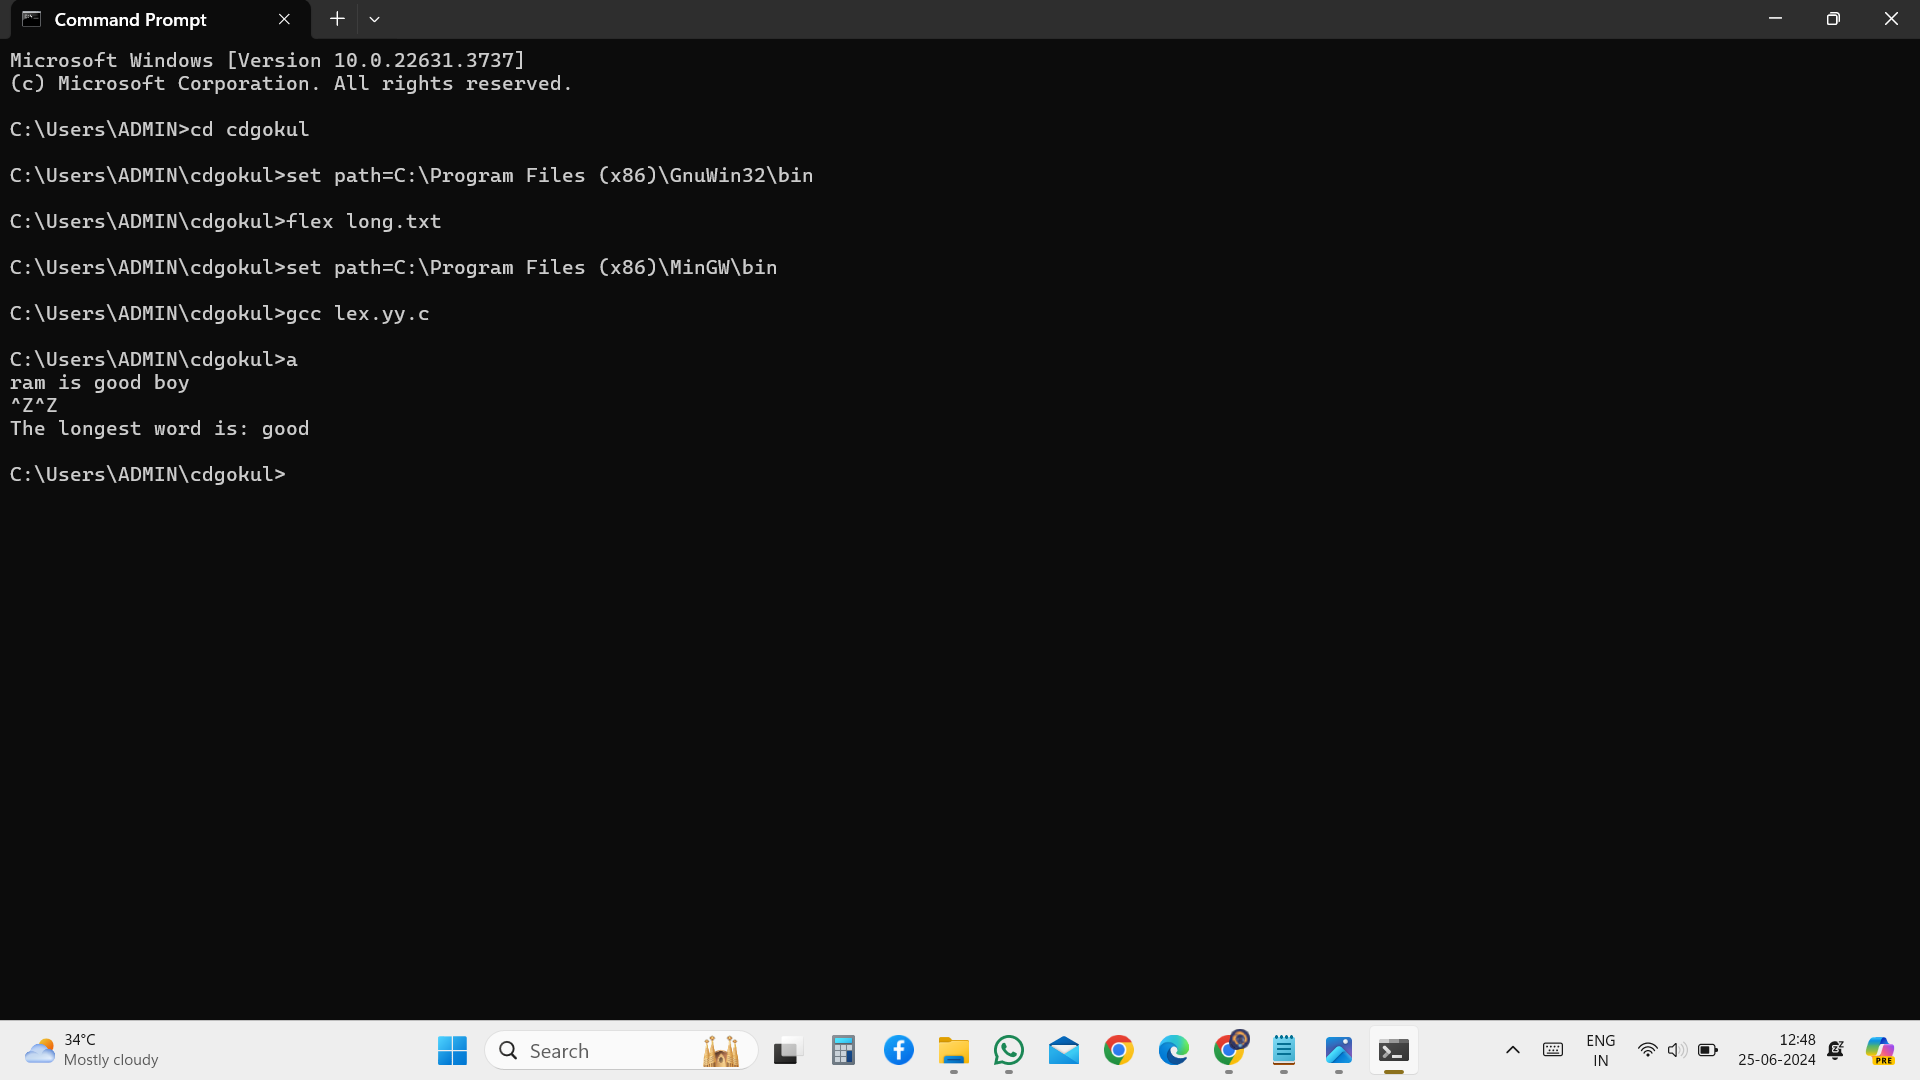 Command Prompt
Microsoft Windows [Version 10.0.22631.3737]
(c) Microsoft Corporation. All rights reserved.
C:\Users\ADMIN>cd cdgokul
C:\Users\ADMIN\cdgokul>set path=C:\Program Files (x86)\GnuWin32\bin
C:\Users\ADMIN\cdgokul>flex long.txt
C:\Users\ADMIN\cdgokul>set path=C:\Program Files (x86)\MinGW\bin
C:\Users\ADMIN\cdgokul>gcc lex.yy.c
C:\Users\ADMIN\cdgokul>a
ram is good boy
^Z^Z
The longest word is: good
C:\Users\ADMIN\cdgokul>
34°C
Mostly cloudy
Search
ENG
IN
12:48
25-06-2024
PRE